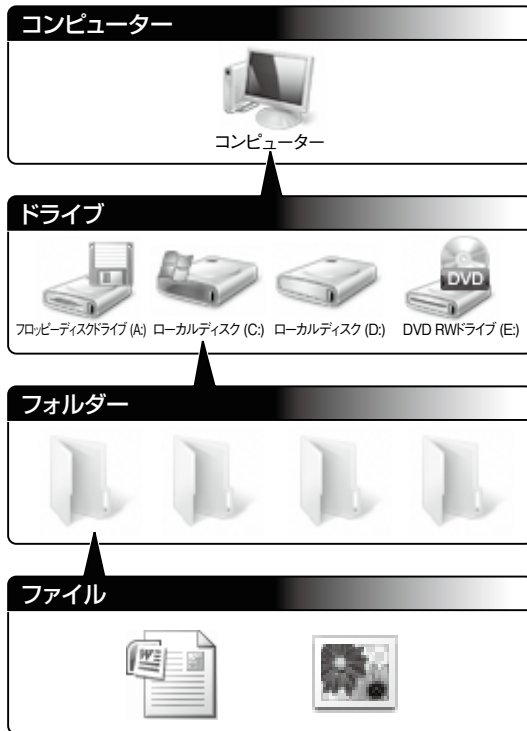 コンピューター
コンピューター
ドライブ
DVD
フロッピーディスクドライブ (A:) ローカルディスク (C:) ローカルディスク (D:) DVD RWドライブ (E:)
フォルダー
ファイル
W